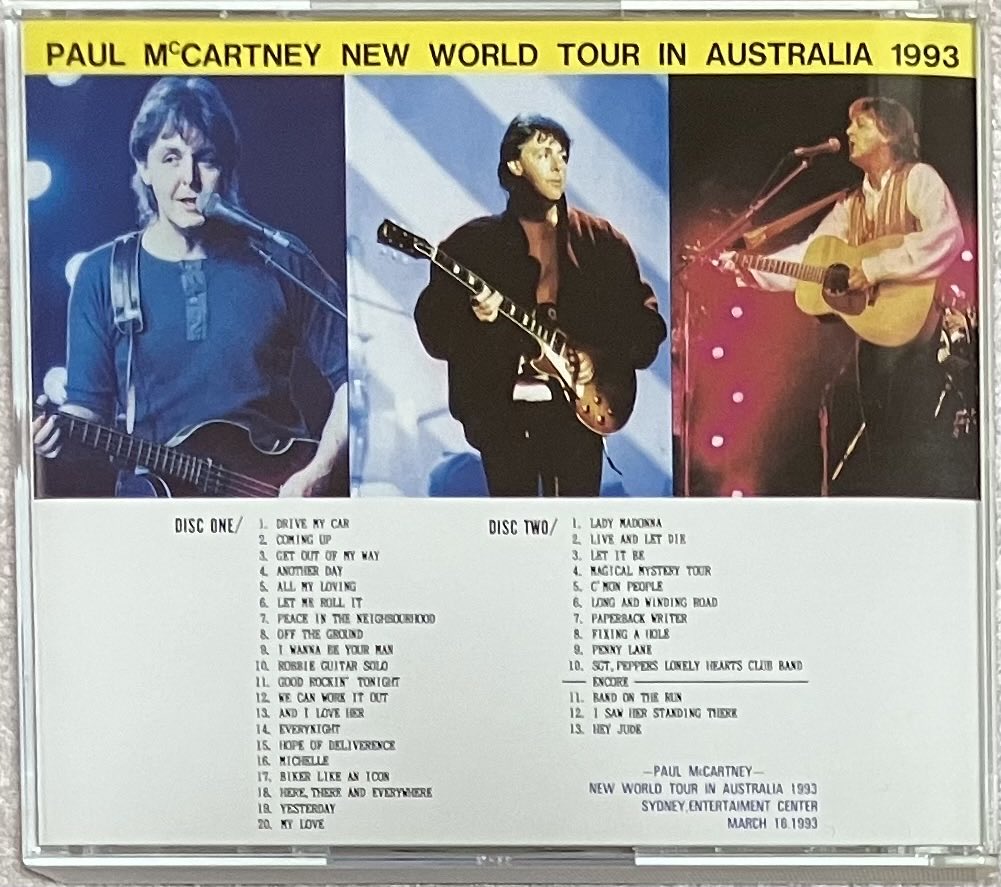 PAUL McCARTNEY NEW WORLD TOUR IN AUSTRALIA 1993
DISC ONE/
1. DRIVE MY CAR
2. COMING UP
3. GET OUT OF MY WAY
4. ANOTHER DAY
5. ALL MY LOVING
6. LET ME ROLL IT
7. PEACE IN THE NEIGHBOURHOOD
8. OFF THE GROUND
9. I WANNA BE YOUR MAN
10. ROBBIE GUITAR SOLO
11. GOOD ROCKIN' TONIGHT
12. WE CAN WORK IT OUT
13. AND I LOVE HER
14. EVERYNIGHT
15. HOPE OF DELIVERENCE
16. MICHELLE
17. BIKER LIKE AN ICON
18. HERE, THERE AND EVERYWHERE
19. YESTERDAY
20. MY LOVE
DISC TWO/
1. LADY MADONNA
2. LIVE AND LET DIE
3. LET IT BE
4. MAGICAL MYSTERY TOUR
5. C'MON PEOPLE
6. LONG AND WINDING ROAD
7. PAPERBACK WRITER
8. FIXING A HOLE
9. PENNY LANE
10. SGT, PEPPERS LONELY HEARTS CLUB BAND
ENCORE
11. BAND ON THE RUN
12. I SAW HER STANDING THERE
13. HEY JUDE
—PAUL McCARTNEY—
NEW WORLD TOUR IN AUSTRALIA 1993
SYDNEY, ENTERTAIMENT CENTER
MARCH 16.1993